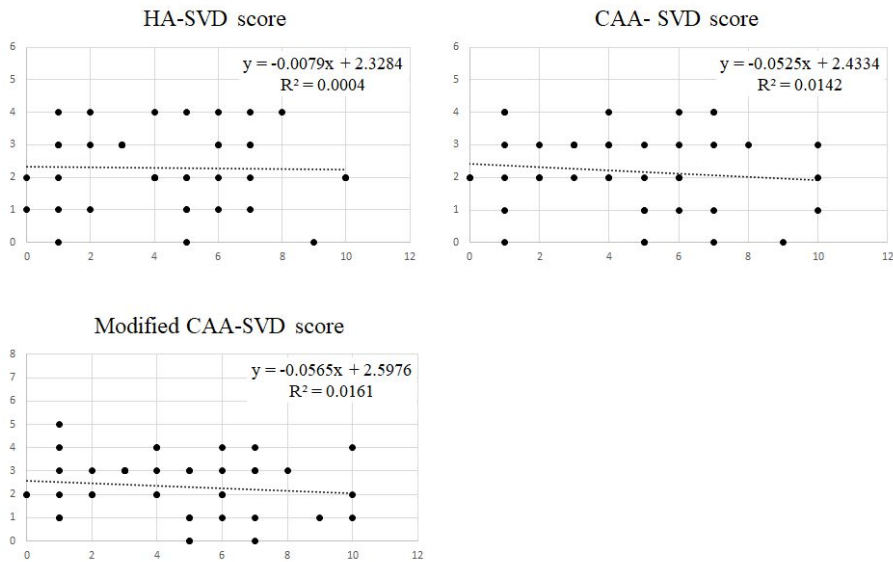 HA-SVD score
y = -0.0079x + 2.3284
R² = 0.0004
6
5
4
3
2
1
0
0 2 4 6 8 10 12
CAA- SVD score
y = -0.0525x + 2.4334
R² = 0.0142
6
5
4
3
2
1
0
0 2 4 6 8 10 12
Modified CAA-SVD score
y = -0.0565x + 2.5976
R² = 0.0161
8
7
6
5
4
3
2
1
0
0 2 4 6 8 10 12